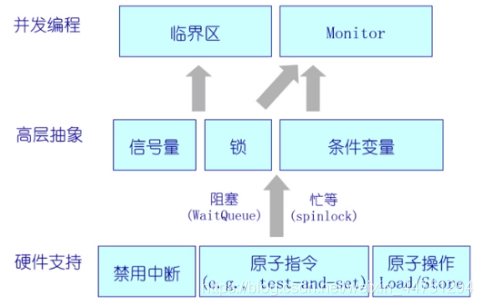 并发编程
临界区
Monitor
高层抽象
信号量
锁
条件变量
阻塞
(WaitQueue)
忙等
(spinlock)
硬件支持
禁用中断
原子指令
(e.g., test-and-set)
原子操作
Load/Store